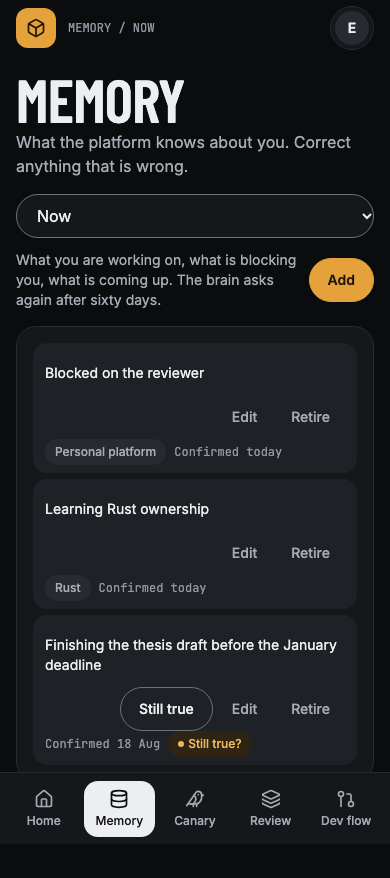 MEMORY / NOW
E
MEMORY
What the platform knows about you. Correct
anything that is wrong.
Now
What you are working on, what is blocking
you, what is coming up. The brain asks
again after sixty days.
Add
Blocked on the reviewer
Edit
Retire
Personal platform
Confirmed today
Learning Rust ownership
Edit
Retire
Rust
Confirmed today
Finishing the thesis draft before the January
deadline
Still true
Edit
Retire
Confirmed 18 Aug
Still true?
Home
Memory
Canary
Review
Dev flow